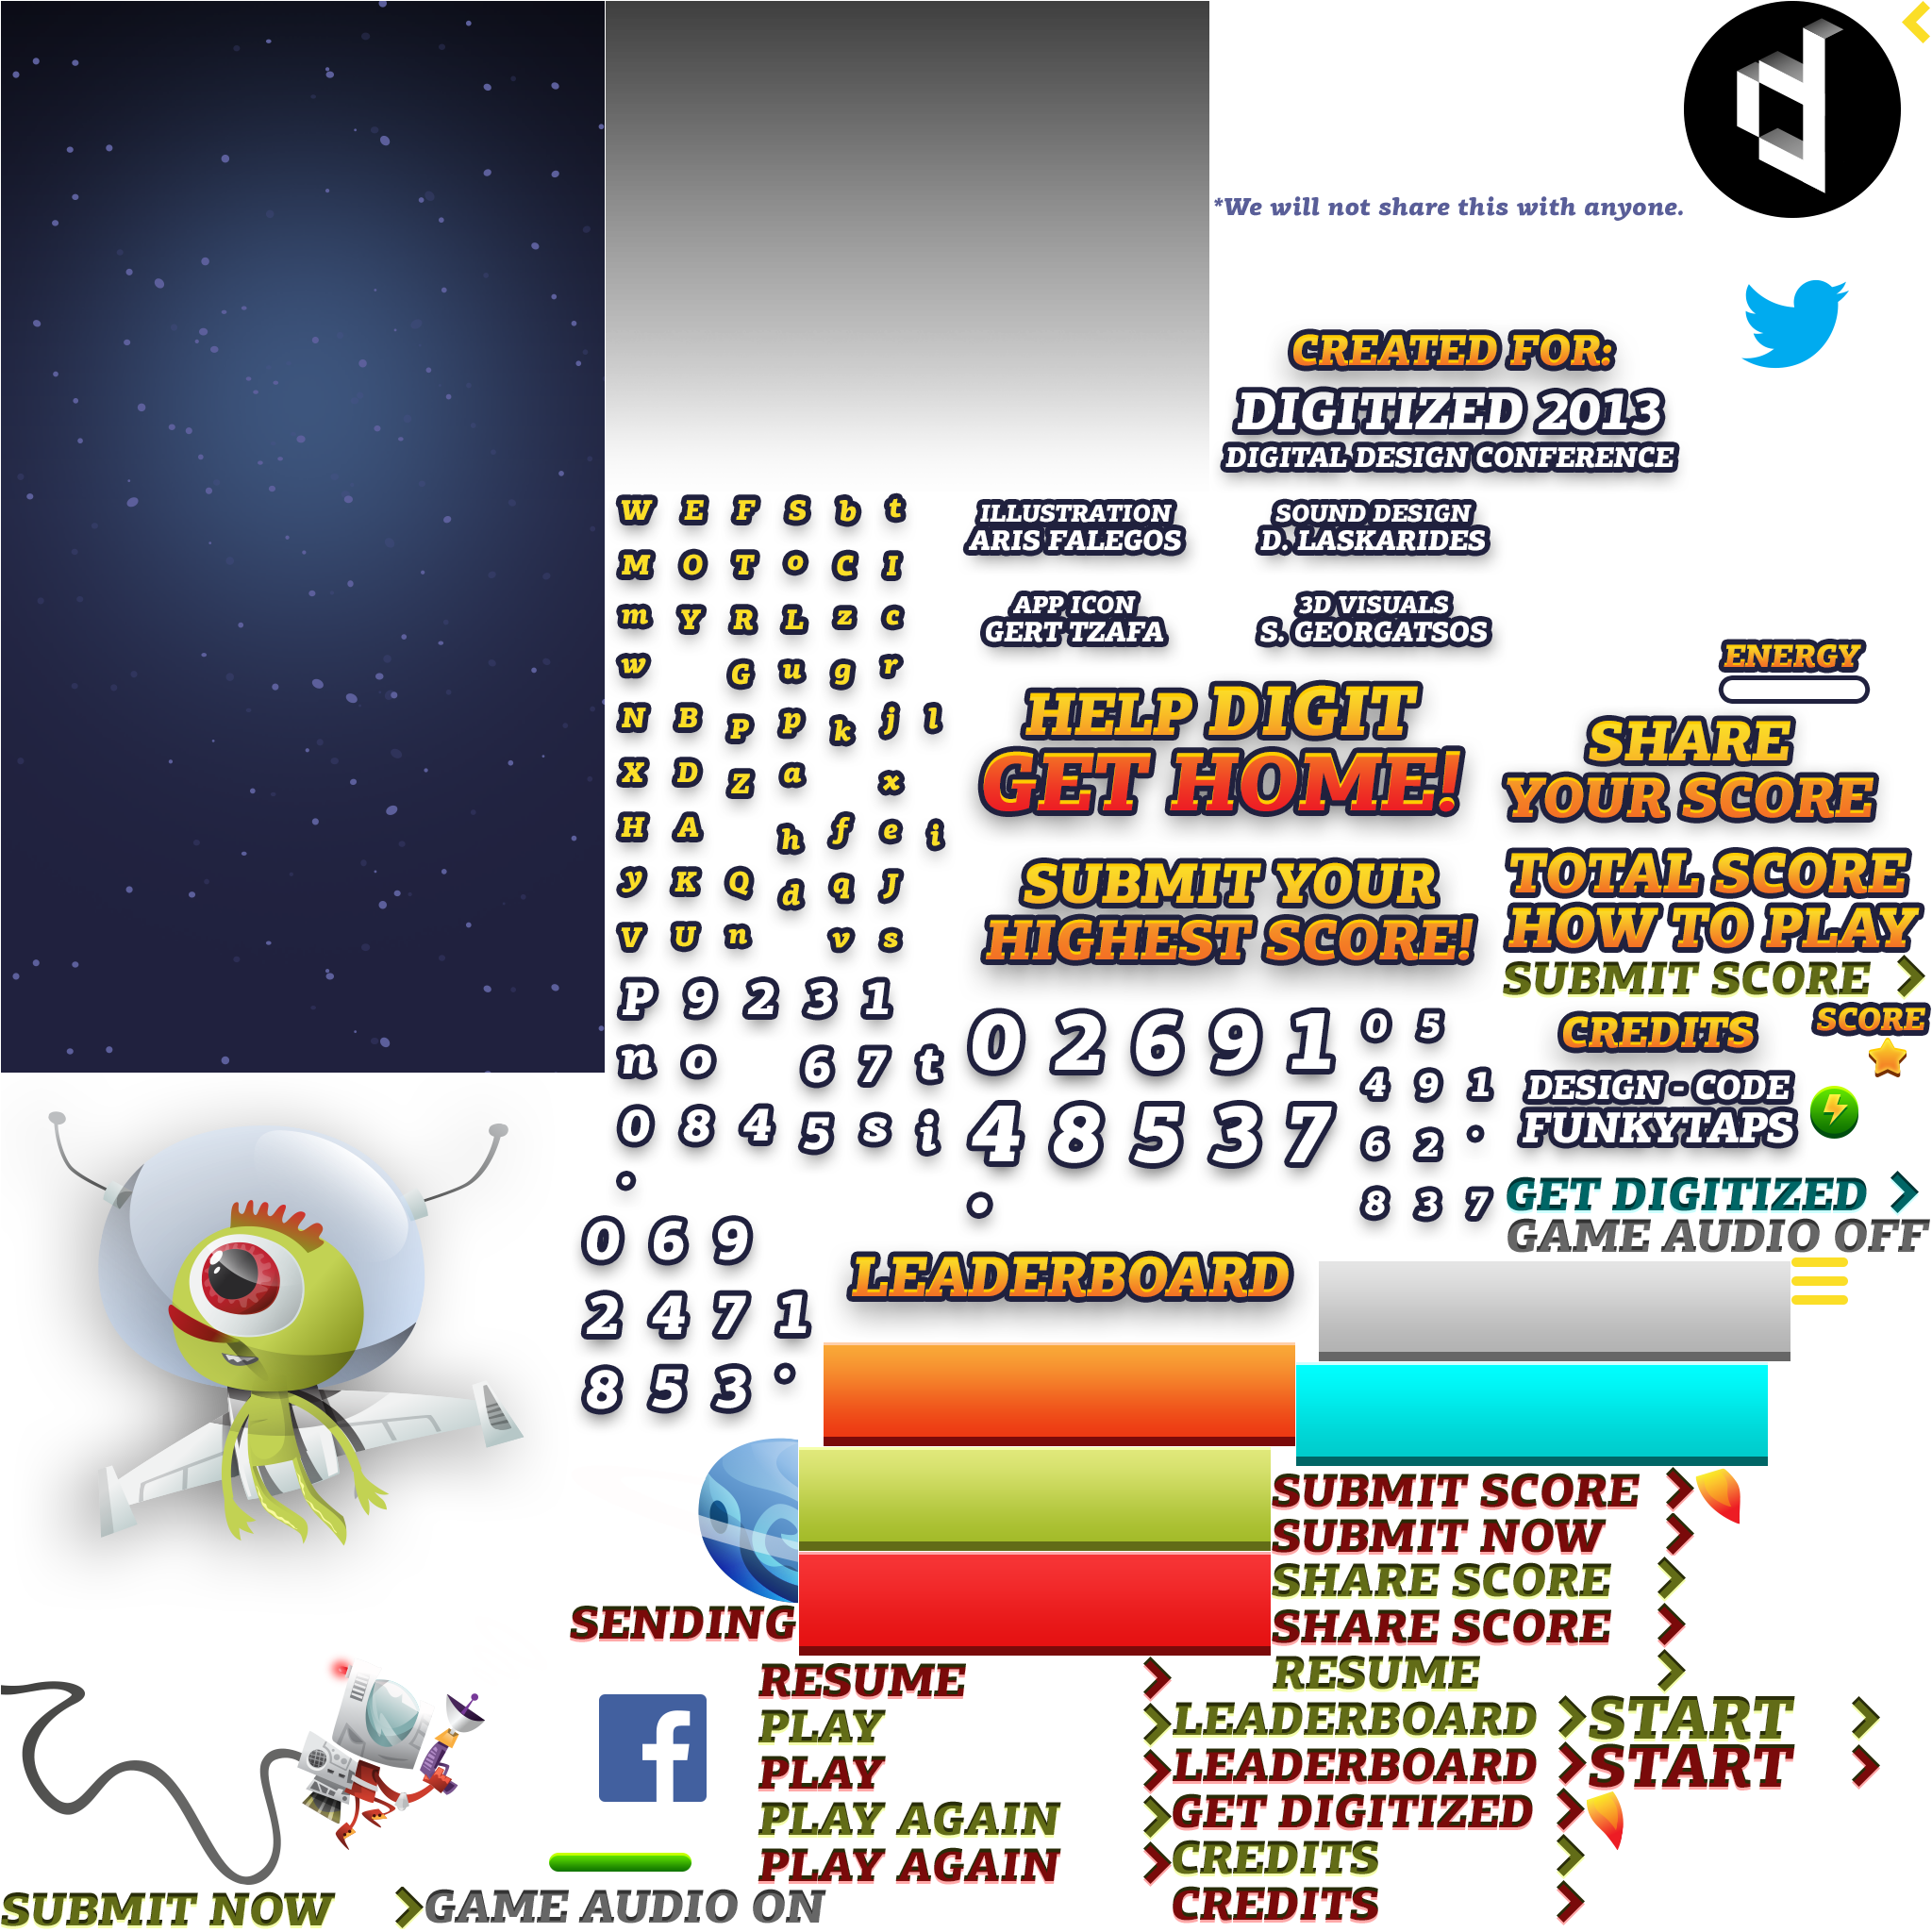 *We will not share this with anyone.
CREATED FOR:
DIGITIZED 2013
DIGITAL DESIGN CONFERENCE
W E F S b t
M O T o C I
m Y R L z c
w G u g r
N B P p k j l
X D Z a x
H A h f e i
y K Q d q J
V U n v s
ILLUSTRATION
ARIS FALEGOS
SOUND DESIGN
D. LASKARIDES
APP ICON
GERT TZAFA
3D VISUALS
S. GEORGATSOS
ENERGY
HELP DIGIT
GET HOME!
SHARE
YOUR SCORE
SUBMIT YOUR
HIGHEST SCORE!
TOTAL SCORE
HOW TO PLAY
SUBMIT SCORE
P 9 2 3 1
n o 6 7 t
0 8 4 5 s i
0 2 6 9 1
4 8 5 3 7
0 5
4 9 1
6 2
8 3 7
CREDITS
SCORE
DESIGN - CODE
FUNKYTAPS
GET DIGITIZED
GAME AUDIO OFF
0 6 9
2 4 7 1
8 5 3
LEADERBOARD
SUBMIT SCORE
SUBMIT NOW
SHARE SCORE
SHARE SCORE
RESUME
SENDING
RESUME
PLAY
PLAY
PLAY AGAIN
PLAY AGAIN
LEADERBOARD
LEADERBOARD
GET DIGITIZED
CREDITS
CREDITS
START
START
f
SUBMIT NOW
GAME AUDIO ON